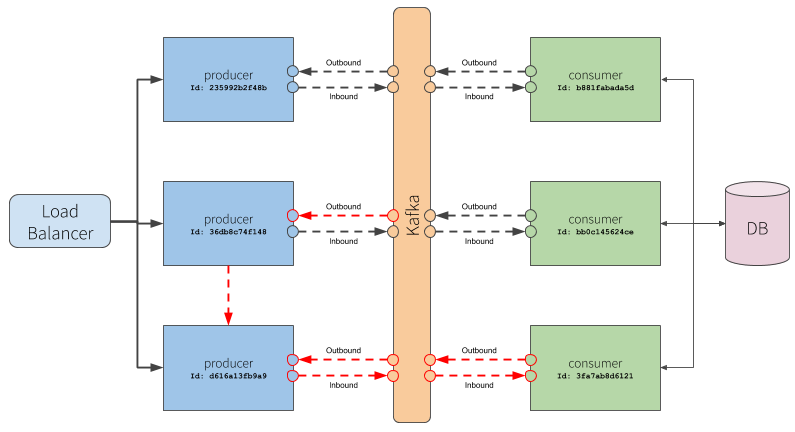 producer
Id: 235992b2f48b
Outbound
Inbound
Outbound
Inbound
consumer
Id: b881fabada5d
Load
Balancer
producer
Id: 36db8c74f148
Outbound
Inbound
Kafka
Outbound
Inbound
consumer
Id: bb0c145624ce
DB
producer
Id: d616a13fb9a9
Outbound
Inbound
Outbound
Inbound
consumer
Id: 3fa7ab8d6121